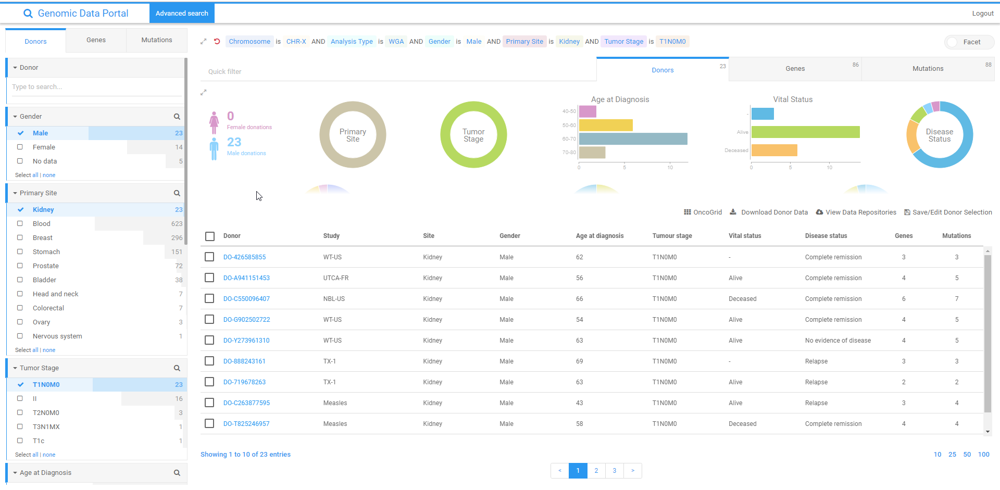 Genomic Data Portal
Advanced search
Logout
Donors
Genes
Mutations
Donor
Type to search...
Gender
Male 23
Female 14
No data 5
Select all | none
Primary Site
Kidney 23
Blood 623
Breast 296
Stomach 151
Prostate 72
Bladder 38
Head and neck 7
Colorectal 7
Ovary 3
Nervous system 1
Select all | none
Tumor Stage
T1N0M0 23
II 16
T2N0M0 3
T3N1MX 1
T1c 1
Select all | none
Age at Diagnosis
Chromosome is CHR-X AND Analysis Type is WGA AND Gender is Male AND Primary Site is Kidney AND Tumor Stage is T1N0M0
Facet
Quick filter
Donors 23
Genes 86
Mutations 88
0
Female donations
23
Male donations
Primary
Site
Tumor
Stage
Age at Diagnosis
40-50
50-60
60-70
70-80
0 5 10
Vital Status
-
Alive
Deceased
0 5 10
Disease
Status
OncoGrid
Download Donor Data
View Data Repositories
Save/Edit Donor Selection
Donor Study Site Gender Age at diagnosis Tumour stage Vital status Disease status Genes Mutations
DO-426585855 WT-US Kidney Male 62 T1N0M0 - Complete remission 3 3
DO-A941151453 UTCA-FR Kidney Male 56 T1N0M0 Alive Complete remission 4 5
DO-C550096407 NBL-US Kidney Male 66 T1N0M0 Deceased Complete remission 6 7
DO-G902502722 WT-US Kidney Male 54 T1N0M0 Alive Complete remission 4 5
DO-Y273961310 WT-US Kidney Male 63 T1N0M0 Alive No evidence of disease 4 5
DO-888243161 TX-1 Kidney Male 69 T1N0M0 - Relapse 3 3
DO-719678263 TX-1 Kidney Male 63 T1N0M0 Alive Relapse 2 2
DO-C263877595 Measles Kidney Male 43 T1N0M0 Alive Relapse 3 4
DO-T825246957 Measles Kidney Male 58 T1N0M0 Deceased Complete remission 4 4
Showing 1 to 10 of 23 entries
10 25 50 100
< 1 2 3 >